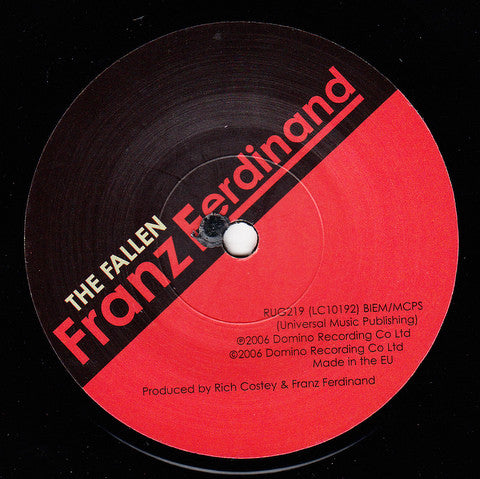 THE FALLEN
Franz Ferdinand
RUG219 (LC10192) BIEM/MCPS
(Universal Music Publishing)
℗2006 Domino Recording Co Ltd
©2006 Domino Recording Co Ltd
Made in the EU
Produced by Rich Costey & Franz Ferdinand